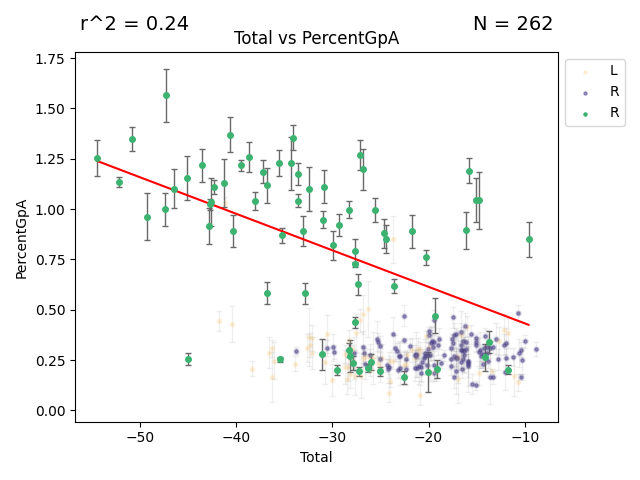 r^2 = 0.24
N = 262
Total vs PercentGpA
L
R
R
1.75
1.50
1.25
1.00
0.75
0.50
0.25
0.00
PercentGpA
−50
−40
−30
−20
−10
Total